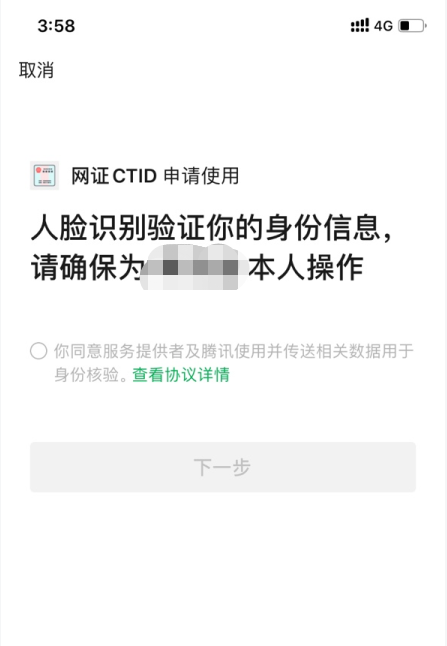 3:58
4G
取消
网证CTID 申请使用
人脸识别验证你的身份信息，
请确保为本人操作
你同意服务提供者及腾讯使用并传送相关数据用于
身份核验。查看协议详情
下一步